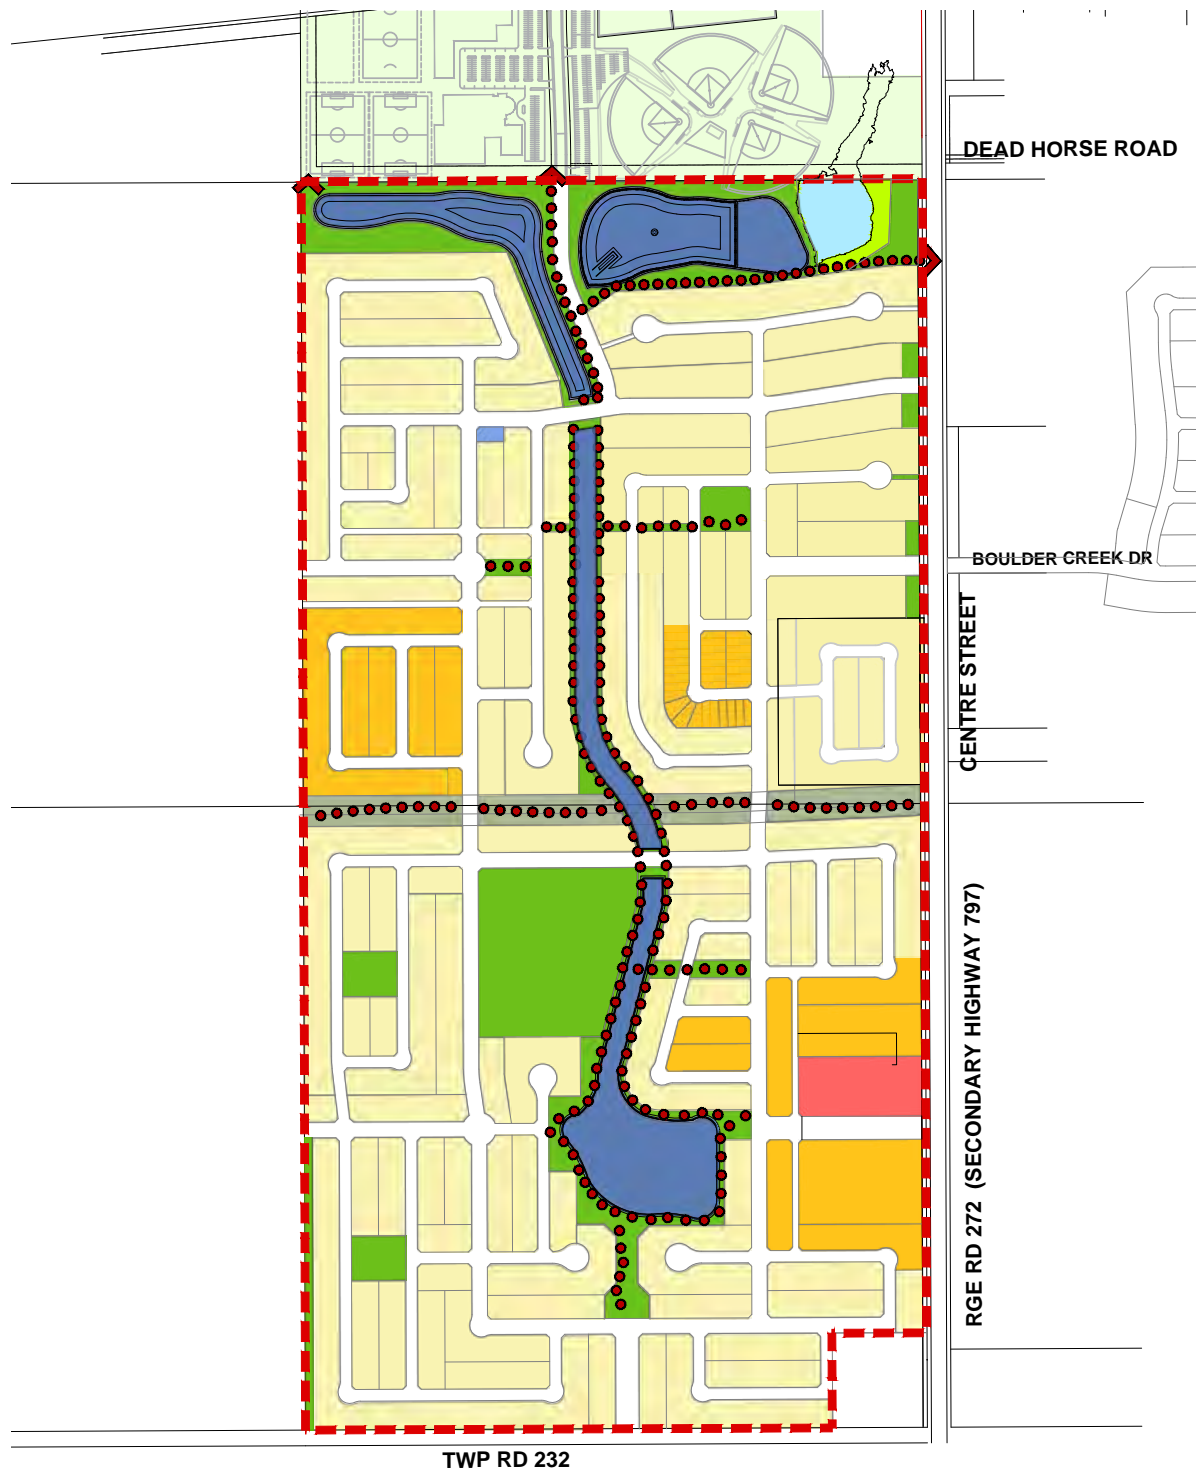 DEAD HORSE ROAD
BOULDER CREEK DR
CENTRE STREET
RGE RD 272 (SECONDARY HIGHWAY 797)
TWP RD 232